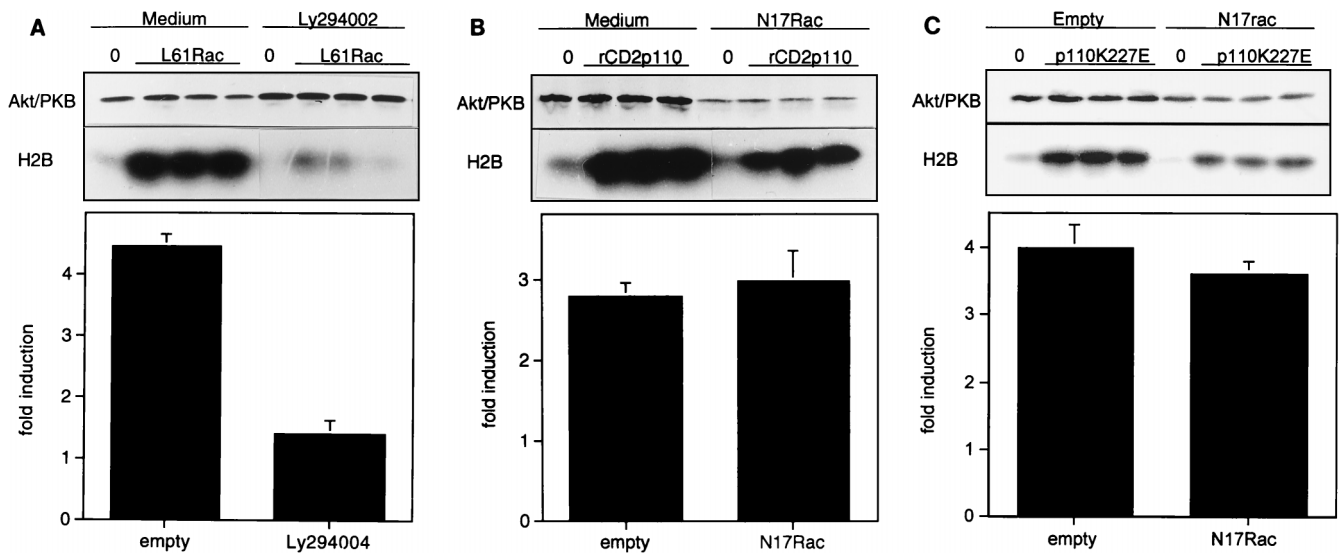 A
Medium
Ly294002
0
L61Rac
0
L61Rac
Akt/PKB
H2B
fold induction
4
3
2
1
0
empty
Ly294004
B
Medium
N17Rac
0
rCD2p110
0
rCD2p110
Akt/PKB
H2B
fold induction
3
2
1
0
empty
N17Rac
C
Empty
N17rac
0
p110K227E
0
p110K227E
Akt/PKB
H2B
fold induction
4
3
2
1
0
empty
N17Rac